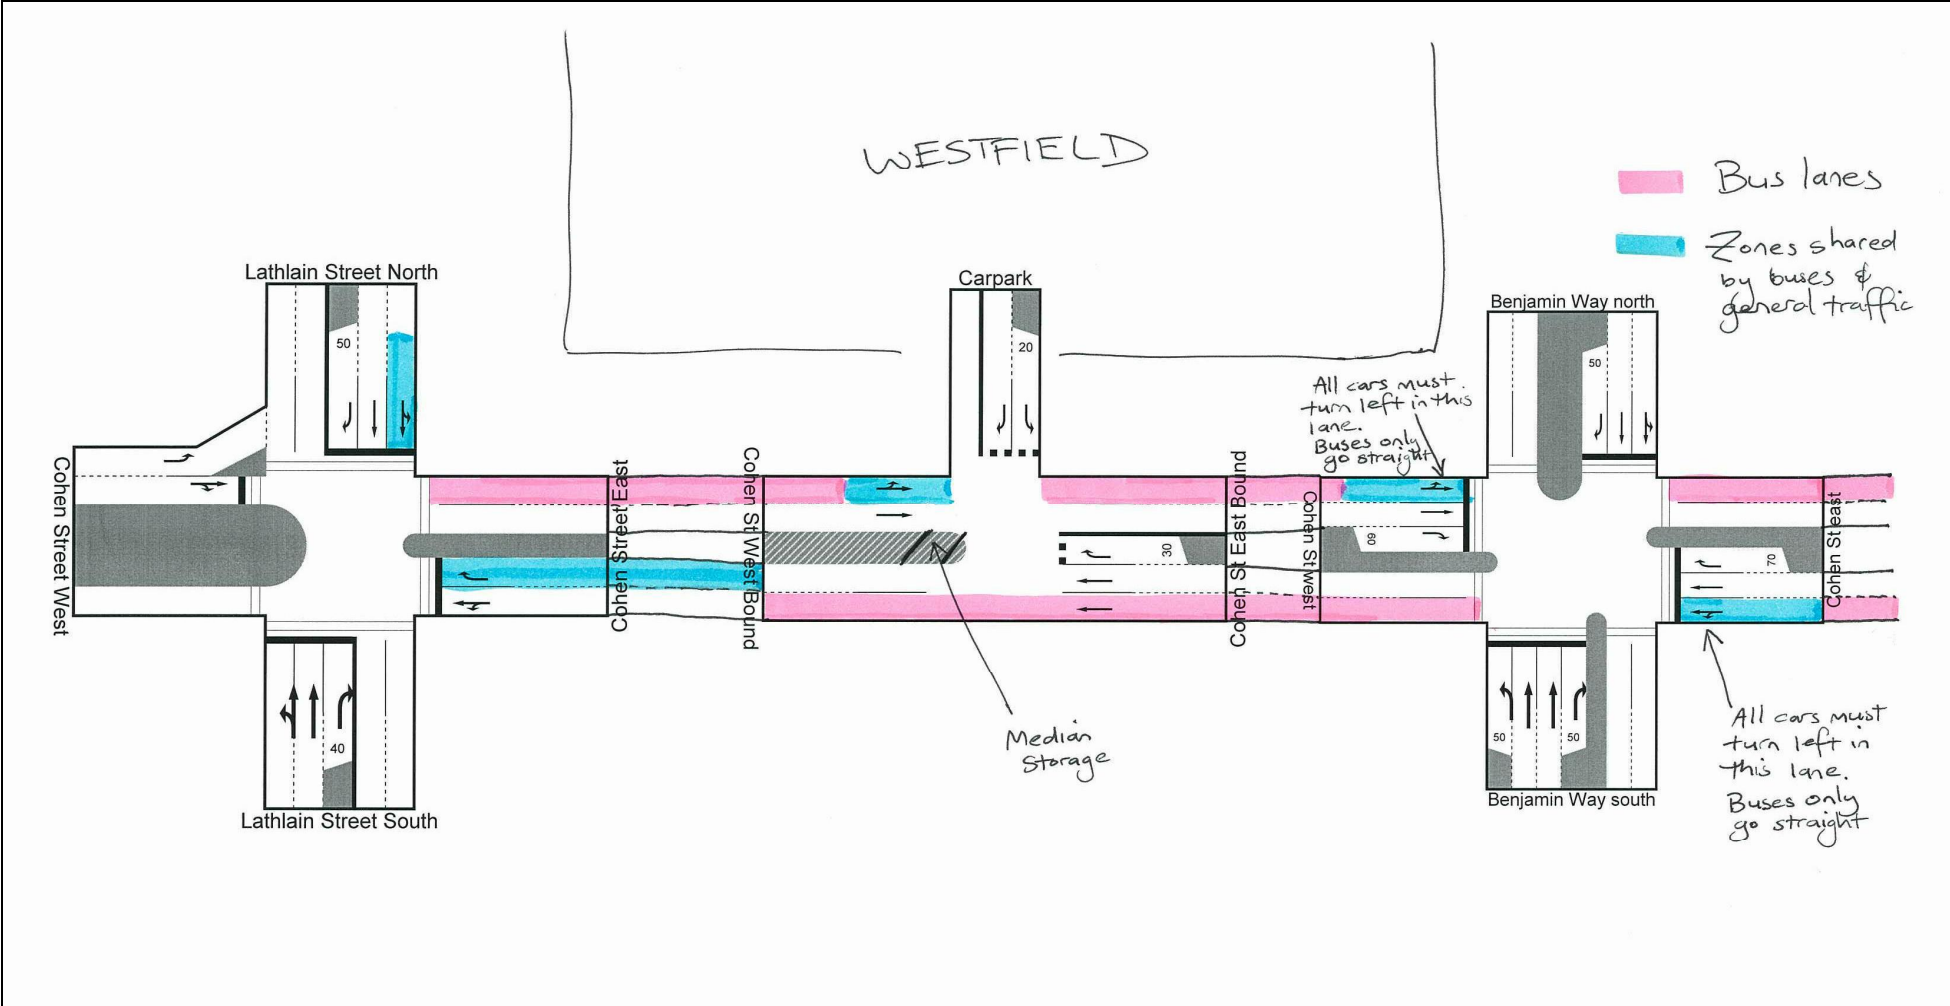 WESTFIELD
Bus lanes
Zones shared
by buses &
general traffic
Lathlain Street North
Carpark
Benjamin Way north
50
20
50
All cars must
turn left in this
lane.
Buses only
go straight
Cohen Street West
Cohen Street East
Cohen St West Bound
30
Cohen St East Bound
Cohen St west
60
70
Cohen St east
40
50
50
Lathlain Street South
Benjamin Way south
Median
Storage
All cars must
turn left in
this lane.
Buses only
go straight